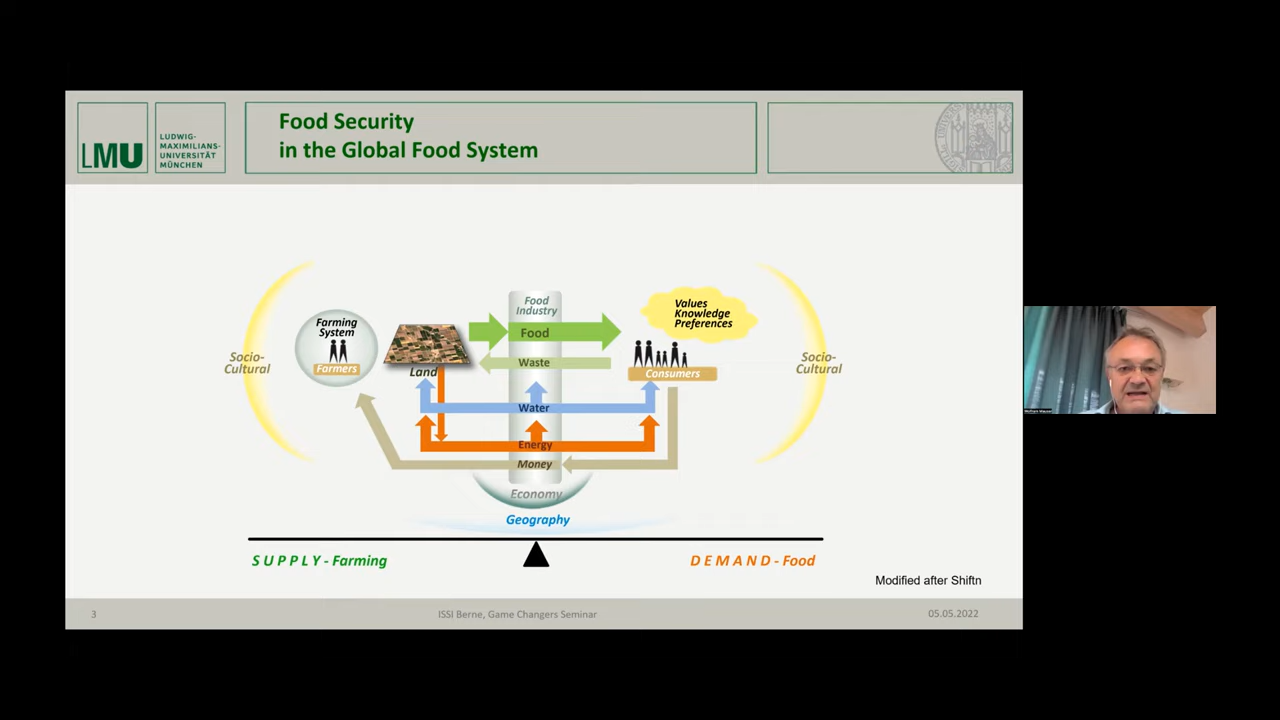 LMU
LUDWIG-
MAXIMILIANS-
UNIVERSITÄT
MÜNCHEN
Food Security
in the Global Food System
Socio-
Cultural
Farming
System
Farmers
Land
Food
Industry
Food
Waste
Water
Energy
Money
Economy
Geography
Values
Knowledge
Preferences
Consumers
Socio-
Cultural
SUPPLY - Farming
DEMAND - Food
Modified after Shiftn
3
ISSI Berne, Game Changers Seminar
05.05.2022